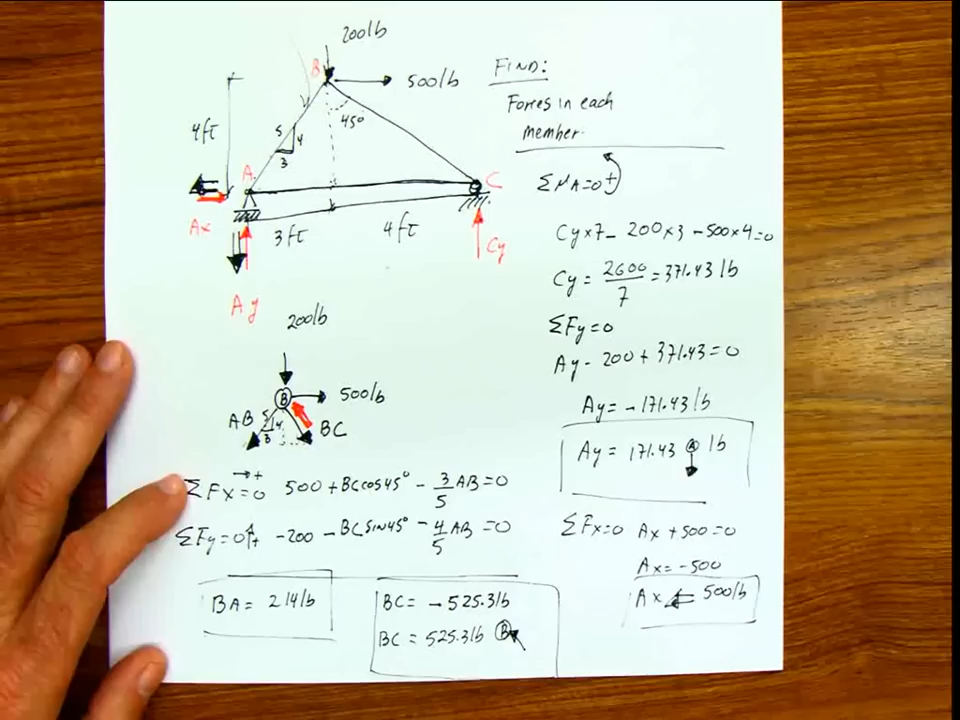 200lb
B
500lb
4ft
5
4
3
45°
A
C
Ax
3ft
4ft
Cy
Ay
FIND:
Forces in each
member.
ΣMA=0+
Cy×7- 200×3 -500×4=0
Cy = 2600/7 = 371.43 lb
ΣFy=0
Ay- 200+371.43=0
Ay= -171.43 lb
Ay= 171.43 A lb
ΣFx=0 Ax +500=0
Ax= -500
Ax ← 500lb
200lb
B
500lb
AB
5
4
3
BC
→+
ΣFx=0 500+BCcos45° - 3/5 AB=0
ΣFy=0↑+ -200 -BCsin45° - 4/5 AB =0
BA= 214lb
BC= -525.3lb
BC= 525.3lb B